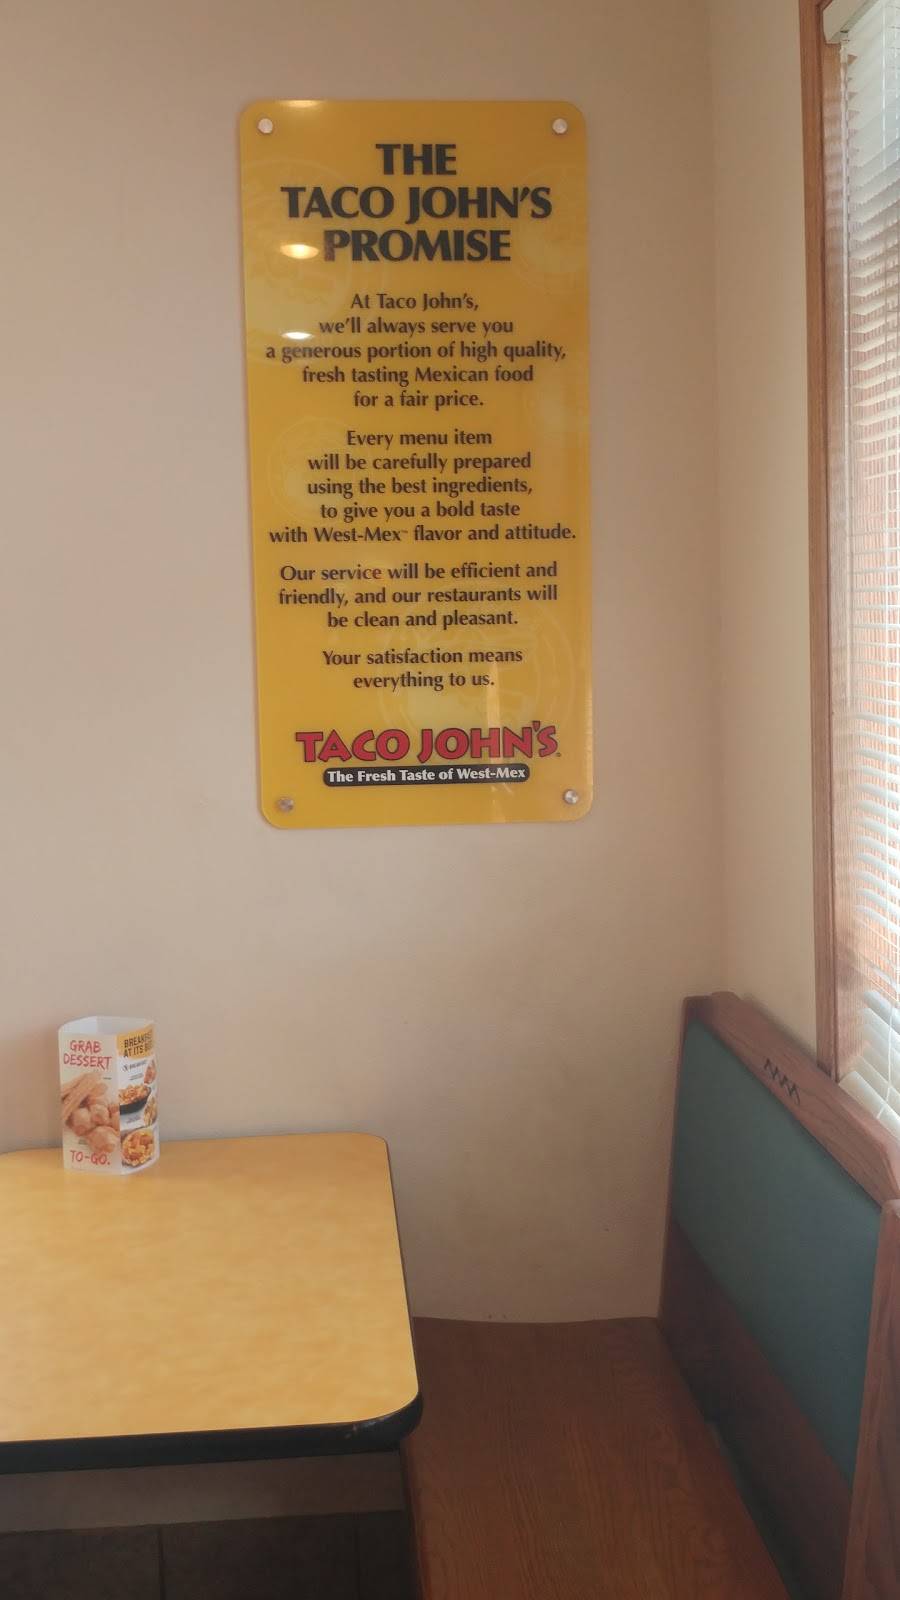 THE
TACO JOHN'S
PROMISE
At Taco John's,
we'll always serve you
a generous portion of high quality,
fresh tasting Mexican food
for a fair price.
Every menu item
will be carefully prepared
using the best ingredients,
to give you a bold taste
with West-Mex™ flavor and attitude.
Our service will be efficient and
friendly, and our restaurants will
be clean and pleasant.
Your satisfaction means
everything to us.
TACO JOHN'S®
The Fresh Taste of West-Mex
GRAB
DESSERT
TO-GO.
AT ITS